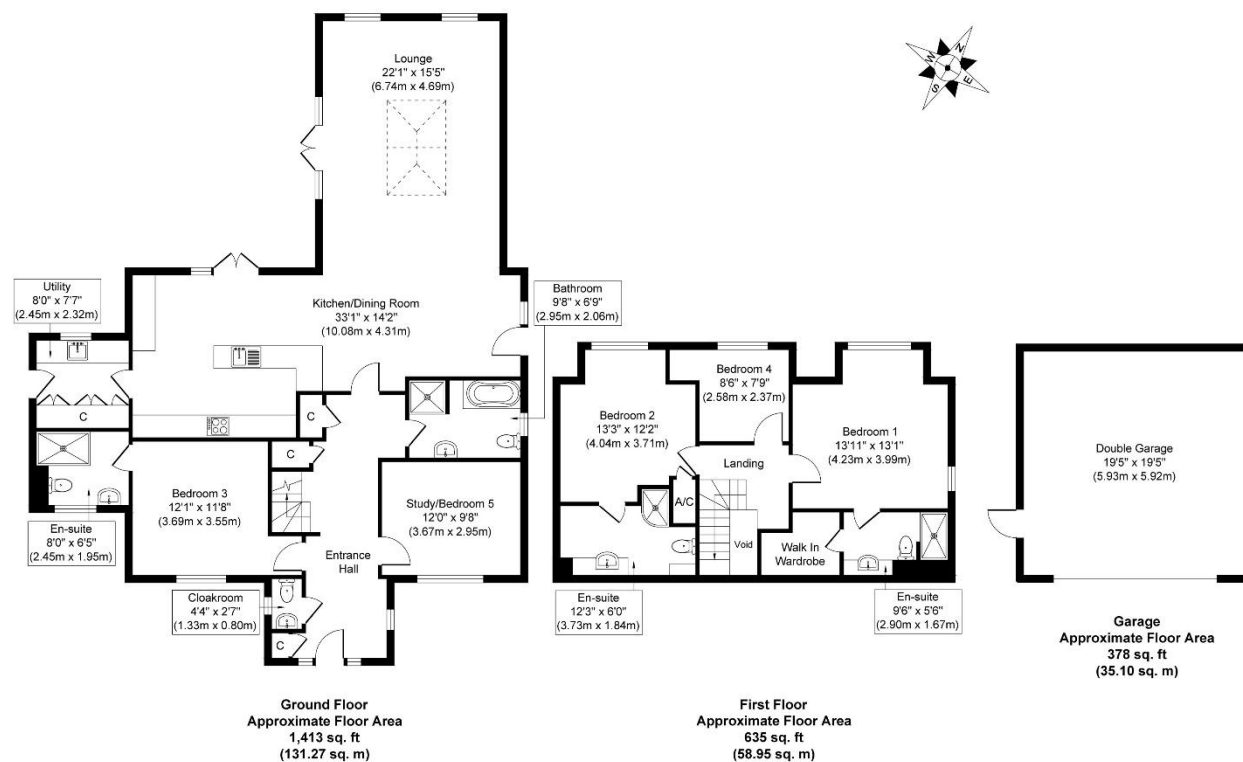 Lounge
22'1" x 15'5"
(6.74m x 4.69m)
N
W
E
S
Utility
8'0" x 7'7"
(2.45m x 2.32m)
Kitchen/Dining Room
33'1" x 14'2"
(10.08m x 4.31m)
Bathroom
9'8" x 6'9"
(2.95m x 2.06m)
C
C
C
Bedroom 3
12'1" x 11'8"
(3.69m x 3.55m)
Study/Bedroom 5
12'0" x 9'8"
(3.67m x 2.95m)
En-suite
8'0" x 6'5"
(2.45m x 1.95m)
Entrance
Hall
Cloakroom
4'4" x 2'7"
(1.33m x 0.80m)
C
Ground Floor
Approximate Floor Area
1,413 sq. ft
(131.27 sq. m)
Bedroom 4
8'6" x 7'9"
(2.58m x 2.37m)
Bedroom 2
13'3" x 12'2"
(4.04m x 3.71m)
Bedroom 1
13'11" x 13'1"
(4.23m x 3.99m)
Landing
A/C
Void
Walk In
Wardrobe
En-suite
12'3" x 6'0"
(3.73m x 1.84m)
En-suite
9'6" x 5'6"
(2.90m x 1.67m)
First Floor
Approximate Floor Area
635 sq. ft
(58.95 sq. m)
Double Garage
19'5" x 19'5"
(5.93m x 5.92m)
Garage
Approximate Floor Area
378 sq. ft
(35.10 sq. m)